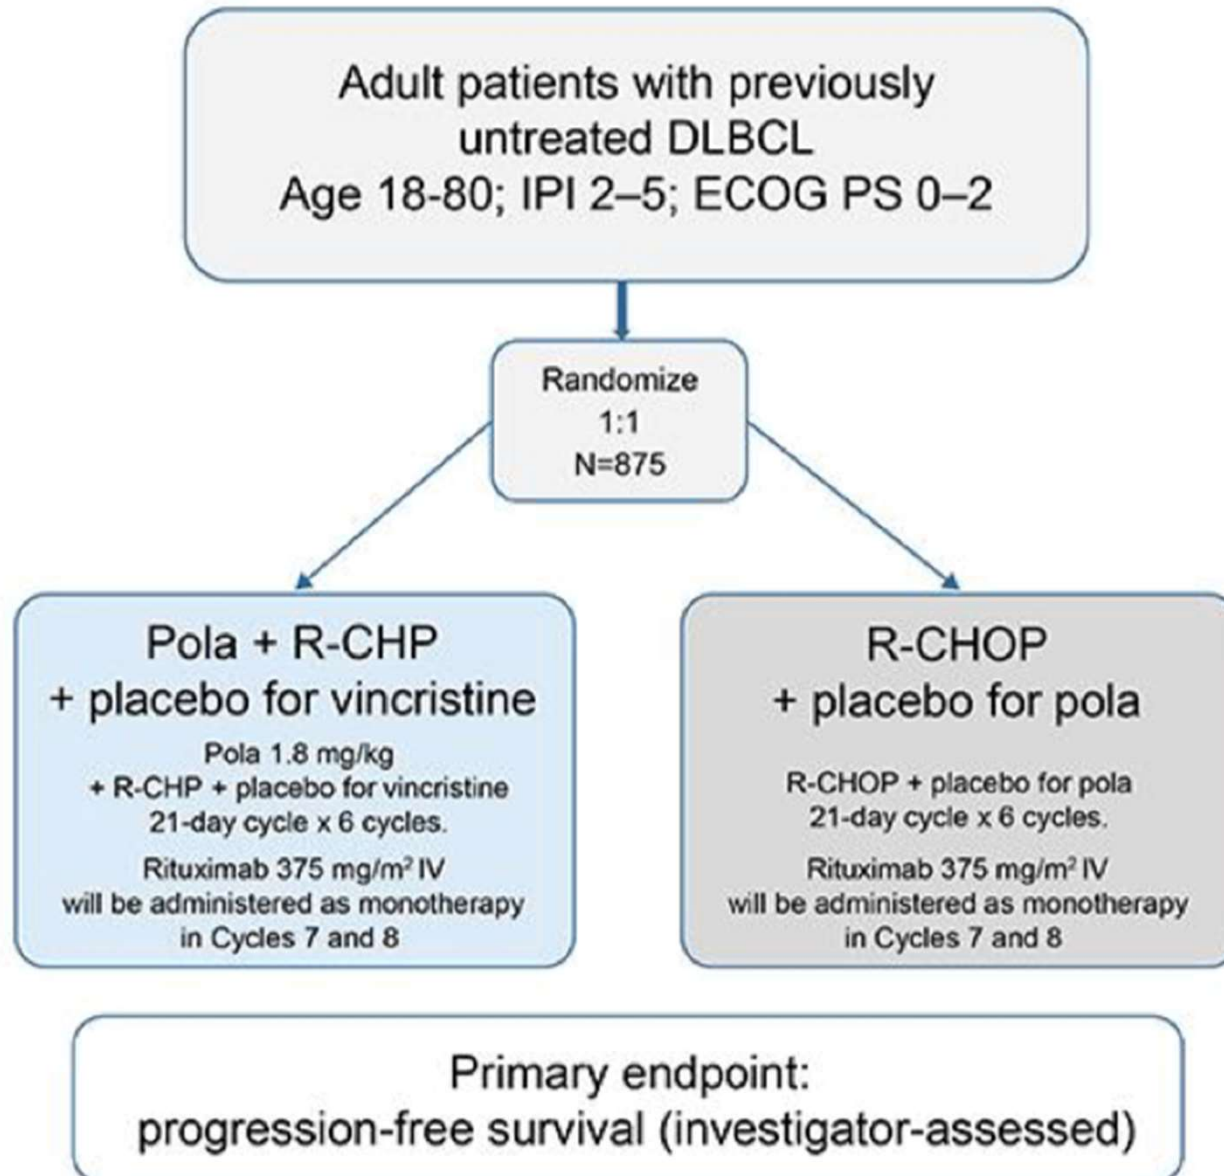 Adult patients with previously
untreated DLBCL
Age 18-80; IPI 2–5; ECOG PS 0–2
Randomize
1:1
N=875
Pola + R-CHP
+ placebo for vincristine
Pola 1.8 mg/kg
+ R-CHP + placebo for vincristine
21-day cycle x 6 cycles.
Rituximab 375 mg/m² IV
will be administered as monotherapy
in Cycles 7 and 8
R-CHOP
+ placebo for pola
R-CHOP + placebo for pola
21-day cycle x 6 cycles.
Rituximab 375 mg/m² IV
will be administered as monotherapy
in Cycles 7 and 8
Primary endpoint:
progression-free survival (investigator-assessed)